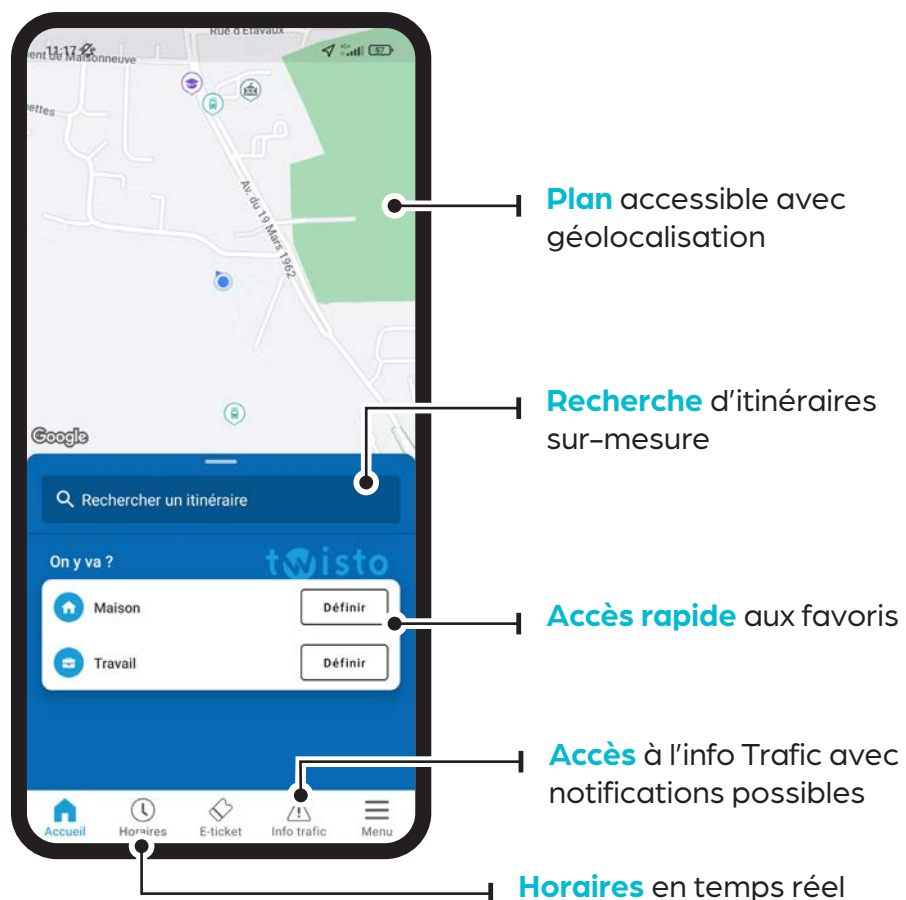 Rue d'Etavaux
11:17
4G+
57
ent de Maisonneuve
ettes
Av. du 19 Mars 1962
Google
Rechercher un itinéraire
On y va ?
twisto
Maison
Définir
Travail
Définir
Accueil
Horaires
E-ticket
Info trafic
Menu
Plan accessible avec
géolocalisation
Recherche d'itinéraires
sur-mesure
Accès rapide aux favoris
Accès à l'info Trafic avec
notifications possibles
Horaires en temps réel